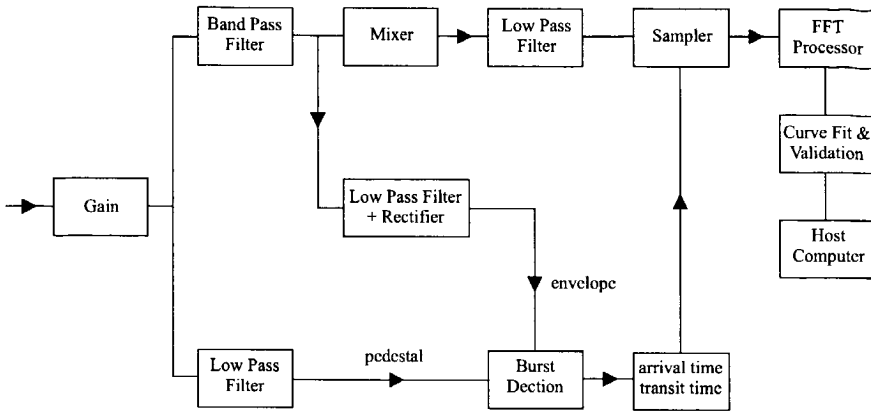 Band Pass
Filter
Mixer
Low Pass
Filter
Sampler
FFT
Processor
Curve Fit &
Validation
Gain
Low Pass Filter
+ Rectifier
Host
Computer
envelope
Low Pass
Filter
pedestal
Burst
Dection
arrival time
transit time